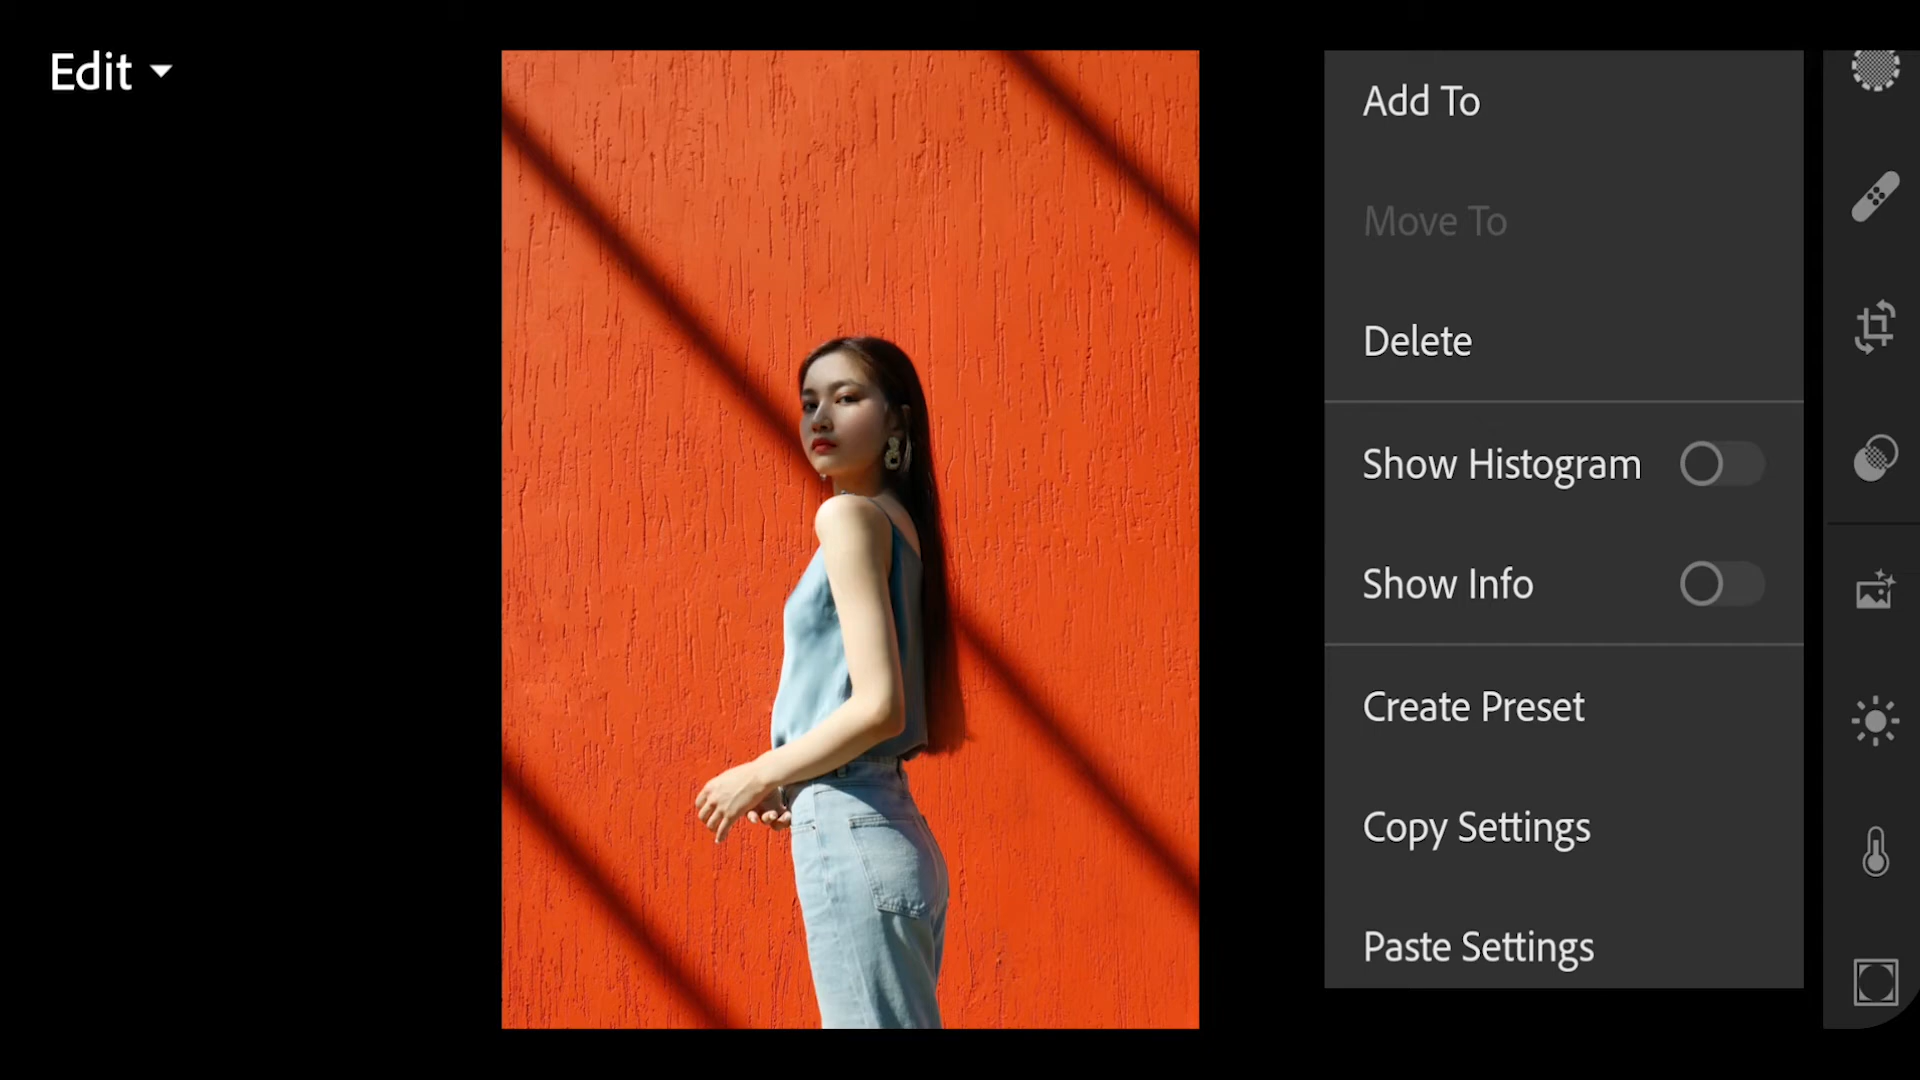 Edit
Add To
Move To
Delete
Show Histogram
Show Info
Create Preset
Copy Settings
Paste Settings